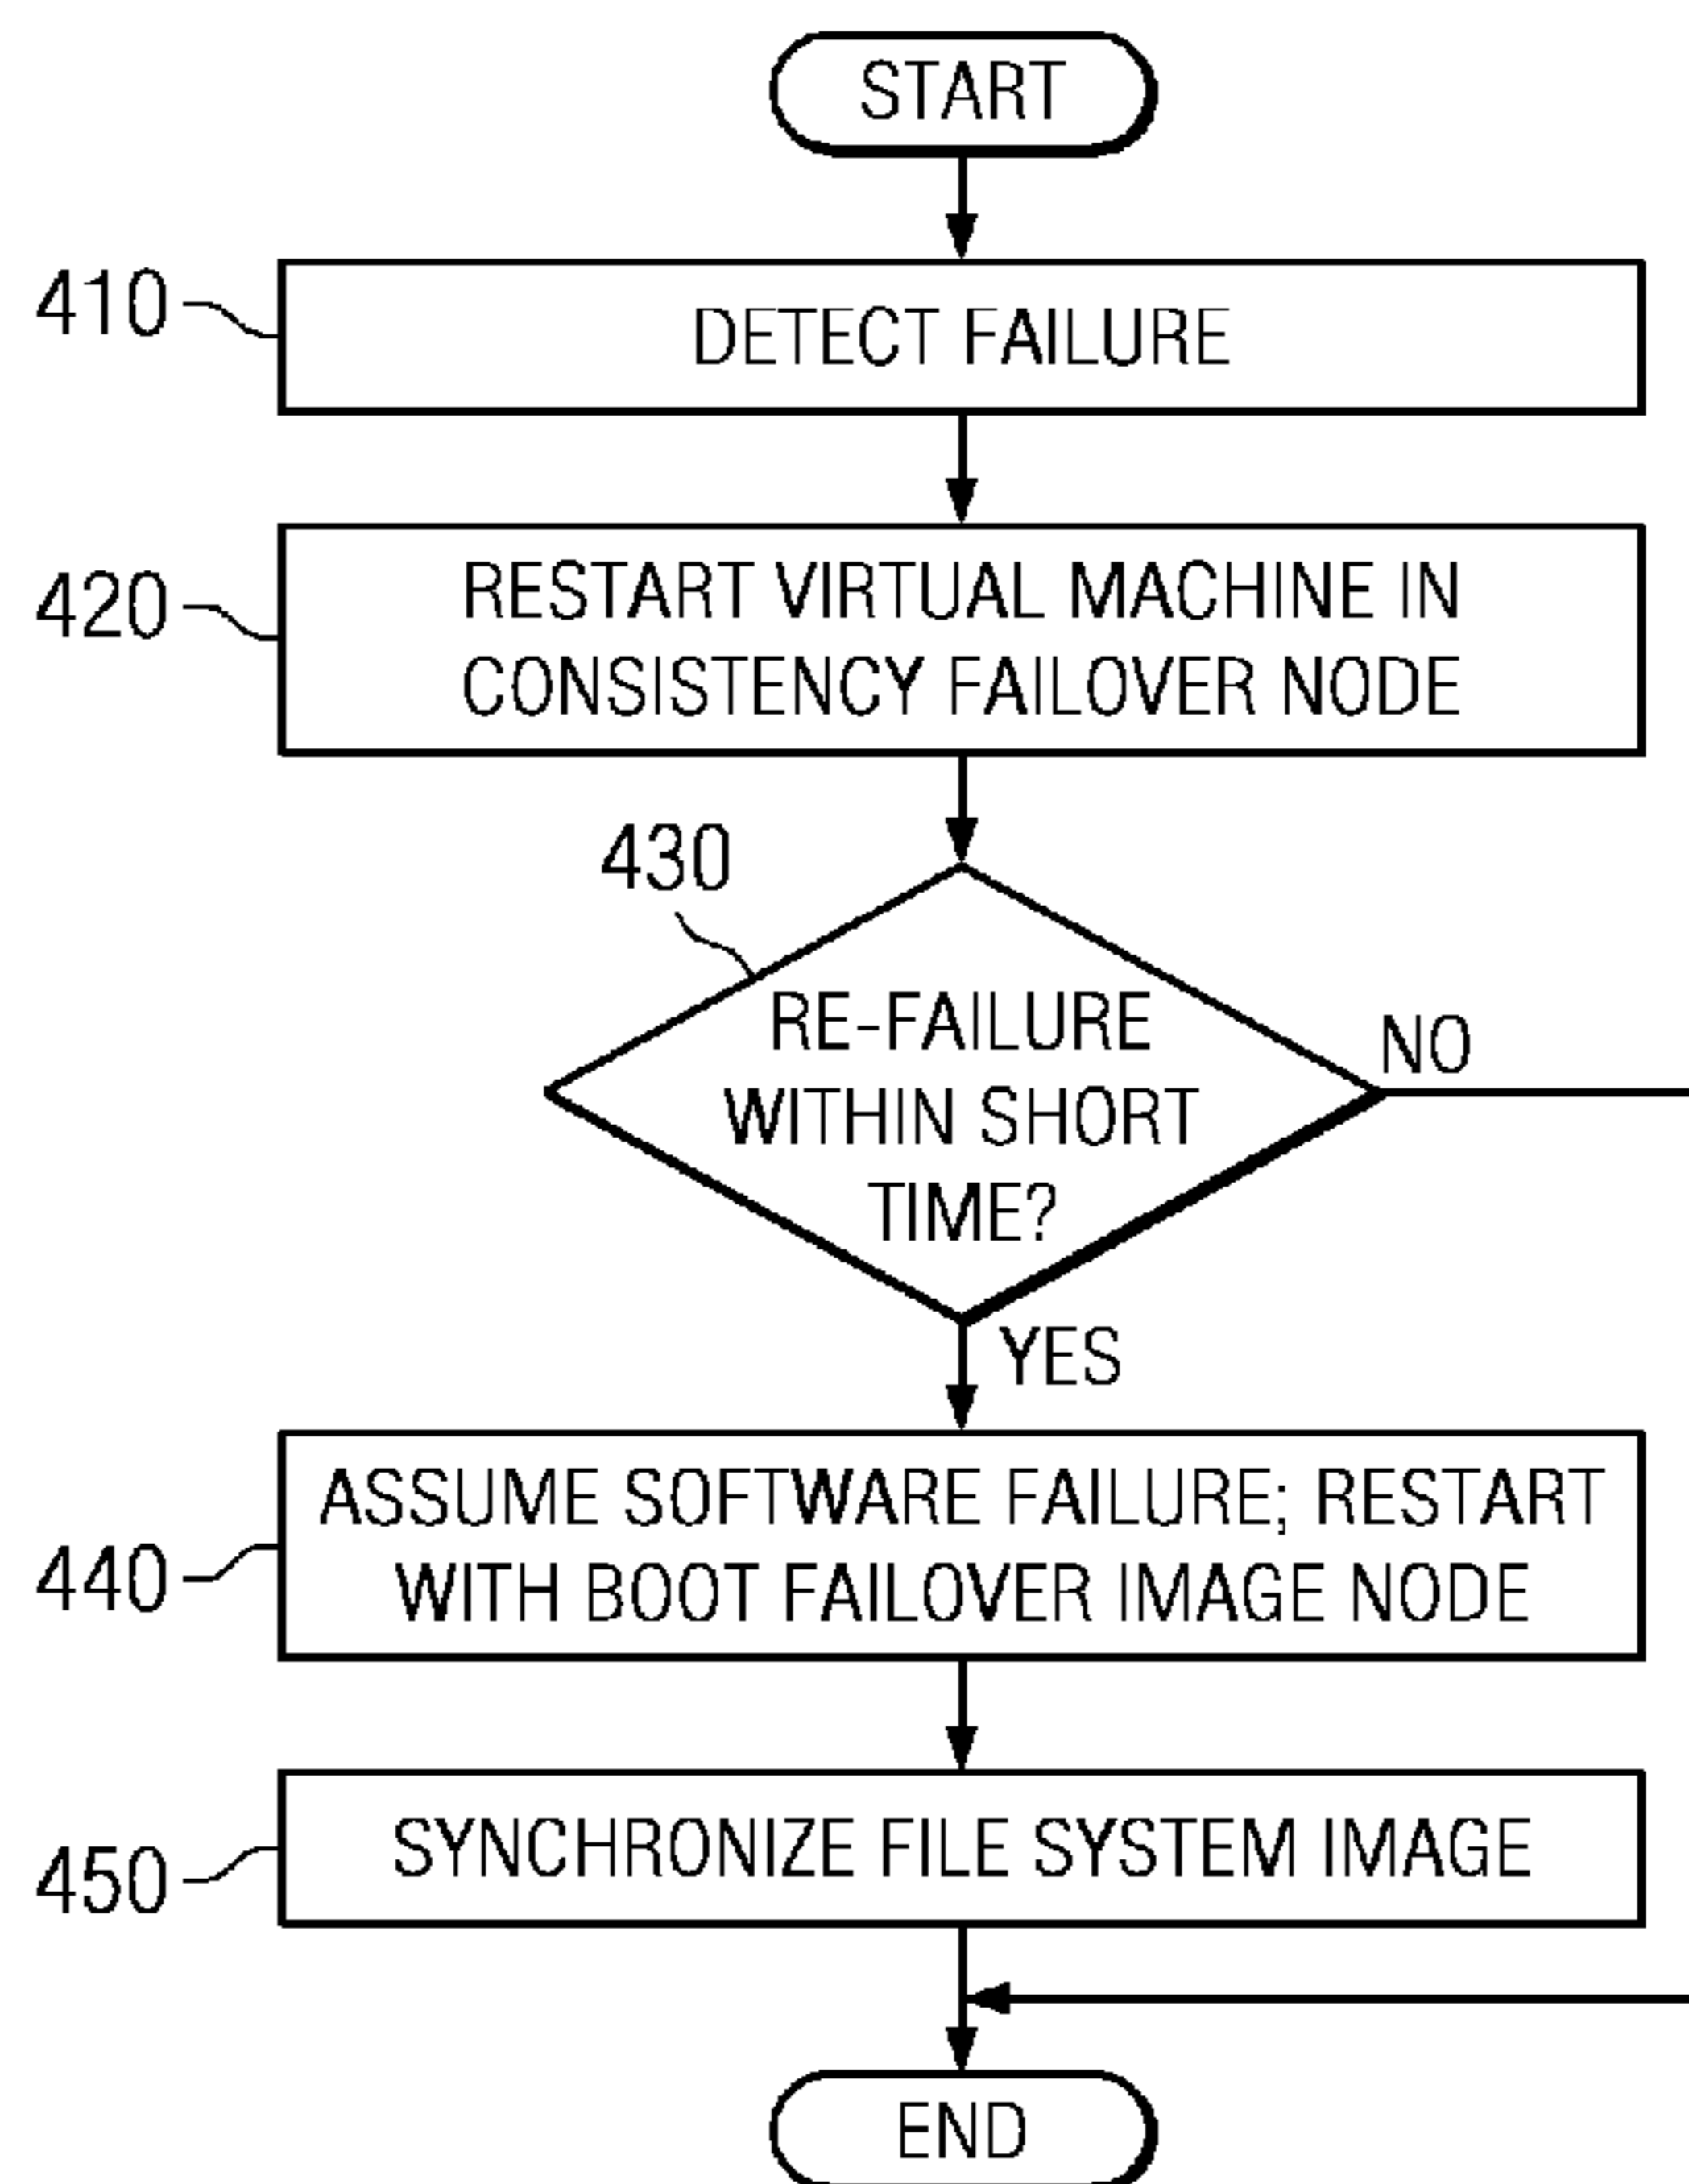 START
410
DETECT FAILURE
420
RESTART VIRTUAL MACHINE IN
CONSISTENCY FAILOVER NODE
430
RE-FAILURE
WITHIN SHORT
TIME?
NO
YES
440
ASSUME SOFTWARE FAILURE; RESTART
WITH BOOT FAILOVER IMAGE NODE
450
SYNCHRONIZE FILE SYSTEM IMAGE
END